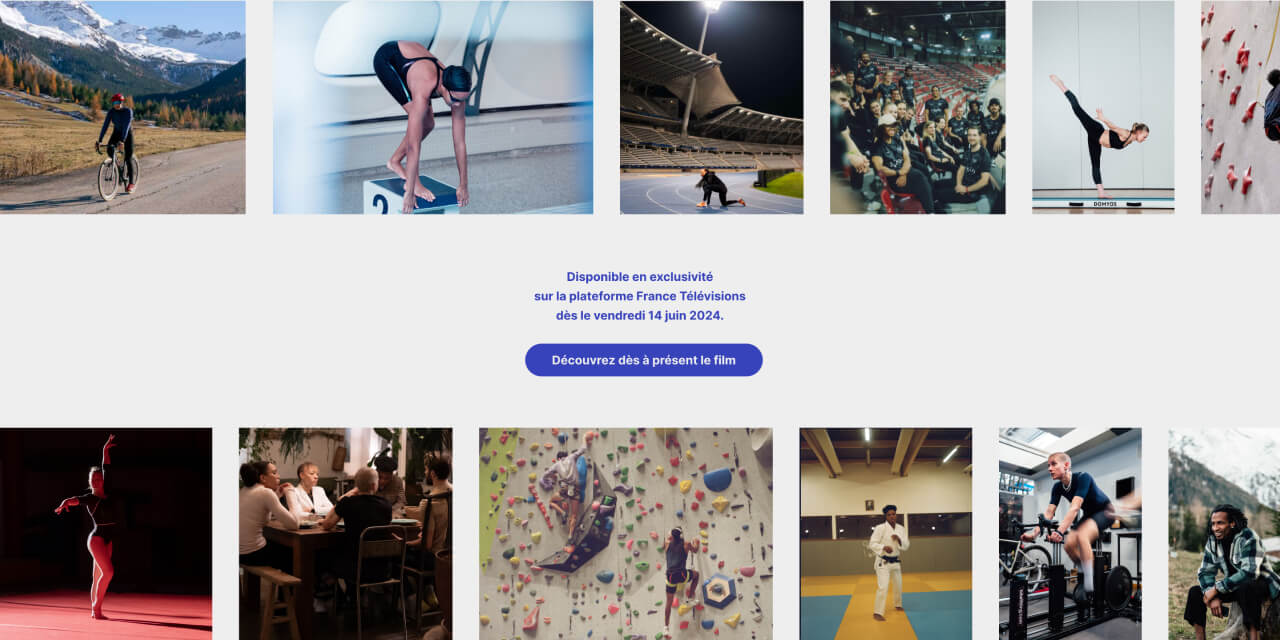 2
DOMYOS
Disponible en exclusivité
sur la plateforme France Télévisions
dès le vendredi 14 juin 2024.
Découvrez dès à présent le film